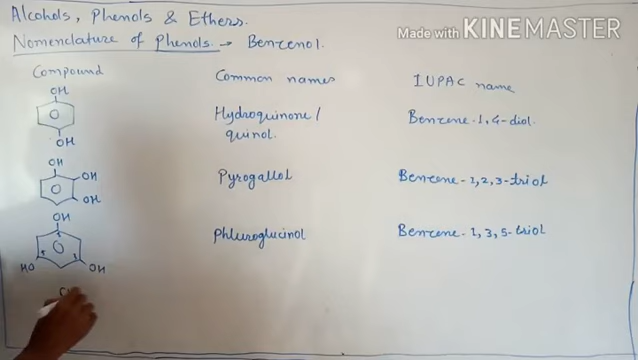 Alcohols, Phenols & Ethers.
Made with KINEMASTER
Nomenclature of Phenols. → Benzenol.
Compound
Common names
IUPAC name
OH
OH
Hydroquinone/
quinol.
Benzene-1,4-diol.
OH
OH
OH
Pyrogallol
Benzene-1,2,3-triol
OH
HO
OH
Phluroglucinol
Benzene-1,3,5-triol